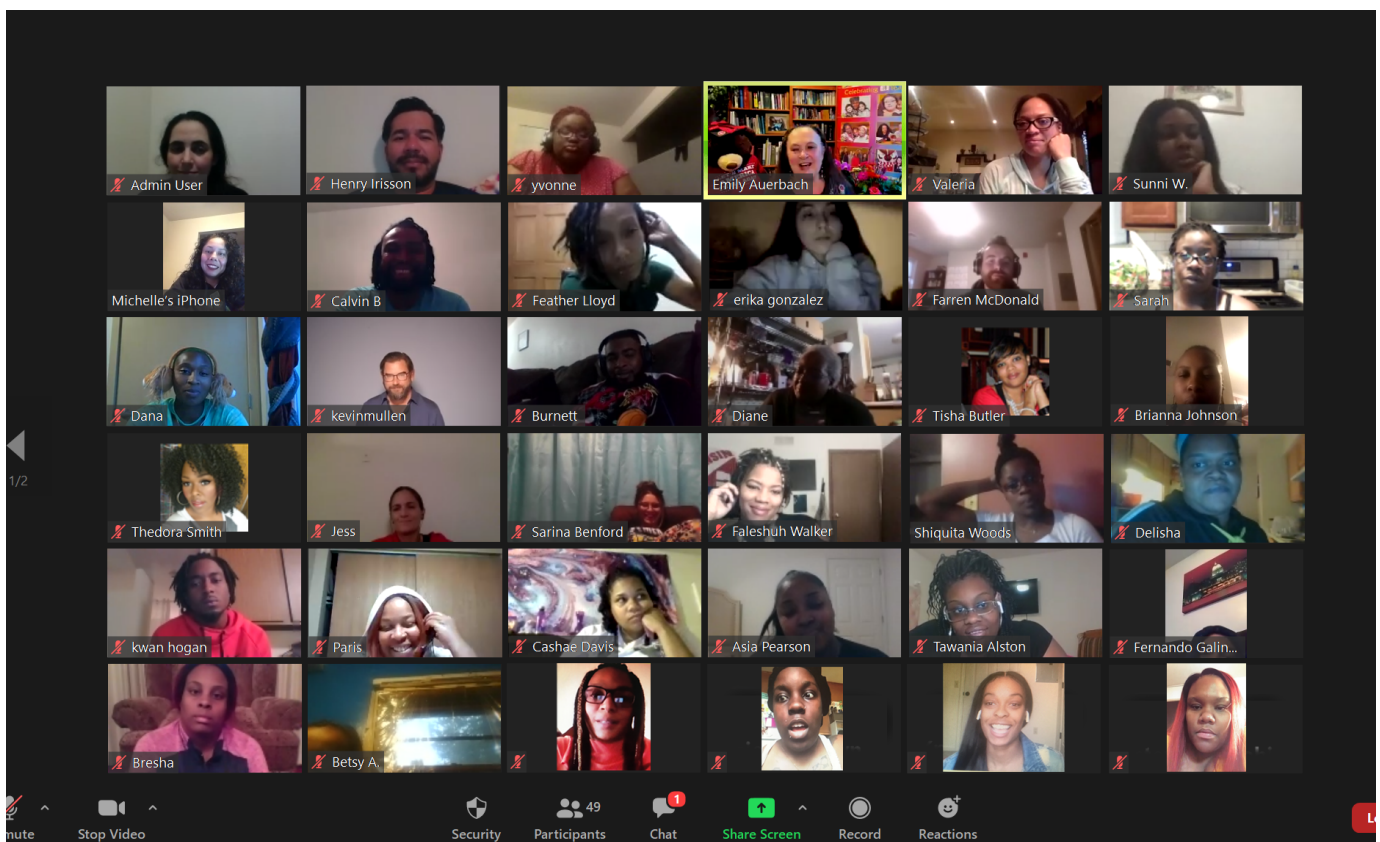 Celebration
Admin User
Henry Irisson
yvonne
Emily Auerbach
Valeria
Sunni W.
Michelle's iPhone
Calvin B
Feather Lloyd
erika gonzalez
Farren McDonald
Sarah
Dana
kevinmullen
Burnett
Diane
Tisha Butler
Brianna Johnson
1/2
Thedora Smith
Jess
Sarina Benford
Faleshuh Walker
Shiquita Woods
Delisha
kwan hogan
Paris
Cashae Davis
Asia Pearson
Tawania Alston
Fernando Galin...
Bresha
Betsy A.
49
1
mute
Stop Video
Security
Participants
Chat
Share Screen
Record
Reactions